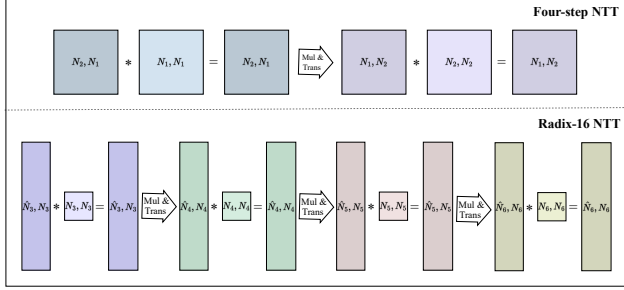 Four-step NTT
N₂, N₁ * N₁, N₁ = N₂, N₁ Mul & Trans N₁, N₂ * N₂, N₂ = N₁, N₂
Radix-16 NTT
N̂₃, N₃ * N₃, N₃ = N̂₃, N₃ Mul & Trans N̂₄, N₄ * N₄, N₄ = N̂₄, N₄ Mul & Trans N̂₅, N₅ * N₅, N₅ = N̂₅, N₅ Mul & Trans N̂₆, N₆ * N₆, N₆ = N̂₆, N₆